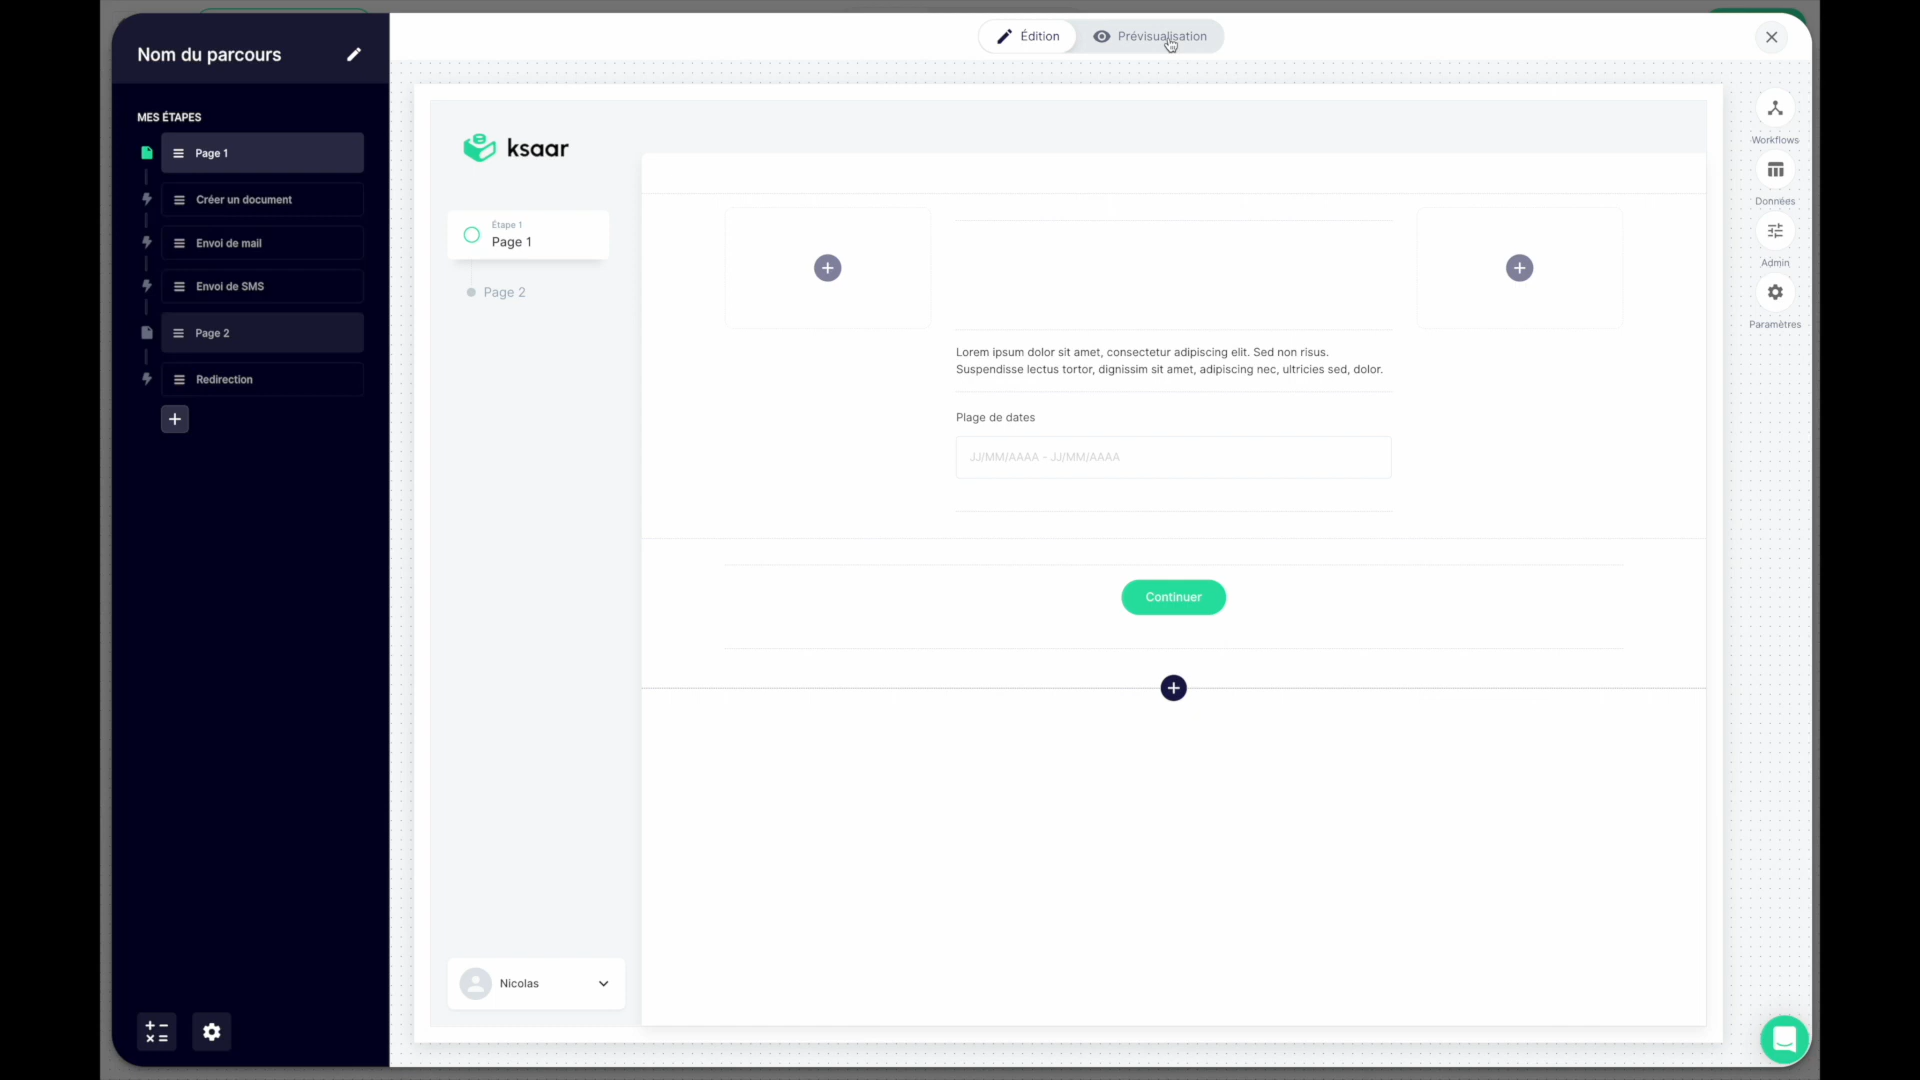 Nom du parcours
MES ÉTAPES
Page 1
Créer un document
Envoi de mail
Envoi de SMS
Page 2
Redirection
Édition
Prévisualisation
ksaar
Étape 1
Page 1
Page 2
Lorem ipsum dolor sit amet, consectetur adipiscing elit. Sed non risus.
Suspendisse lectus tortor, dignissim sit amet, adipiscing nec, ultricies sed, dolor.
Plage de dates
JJ/MM/AAAA - JJ/MM/AAAA
Continuer
Nicolas
Workflows
Données
Admin
Paramètres